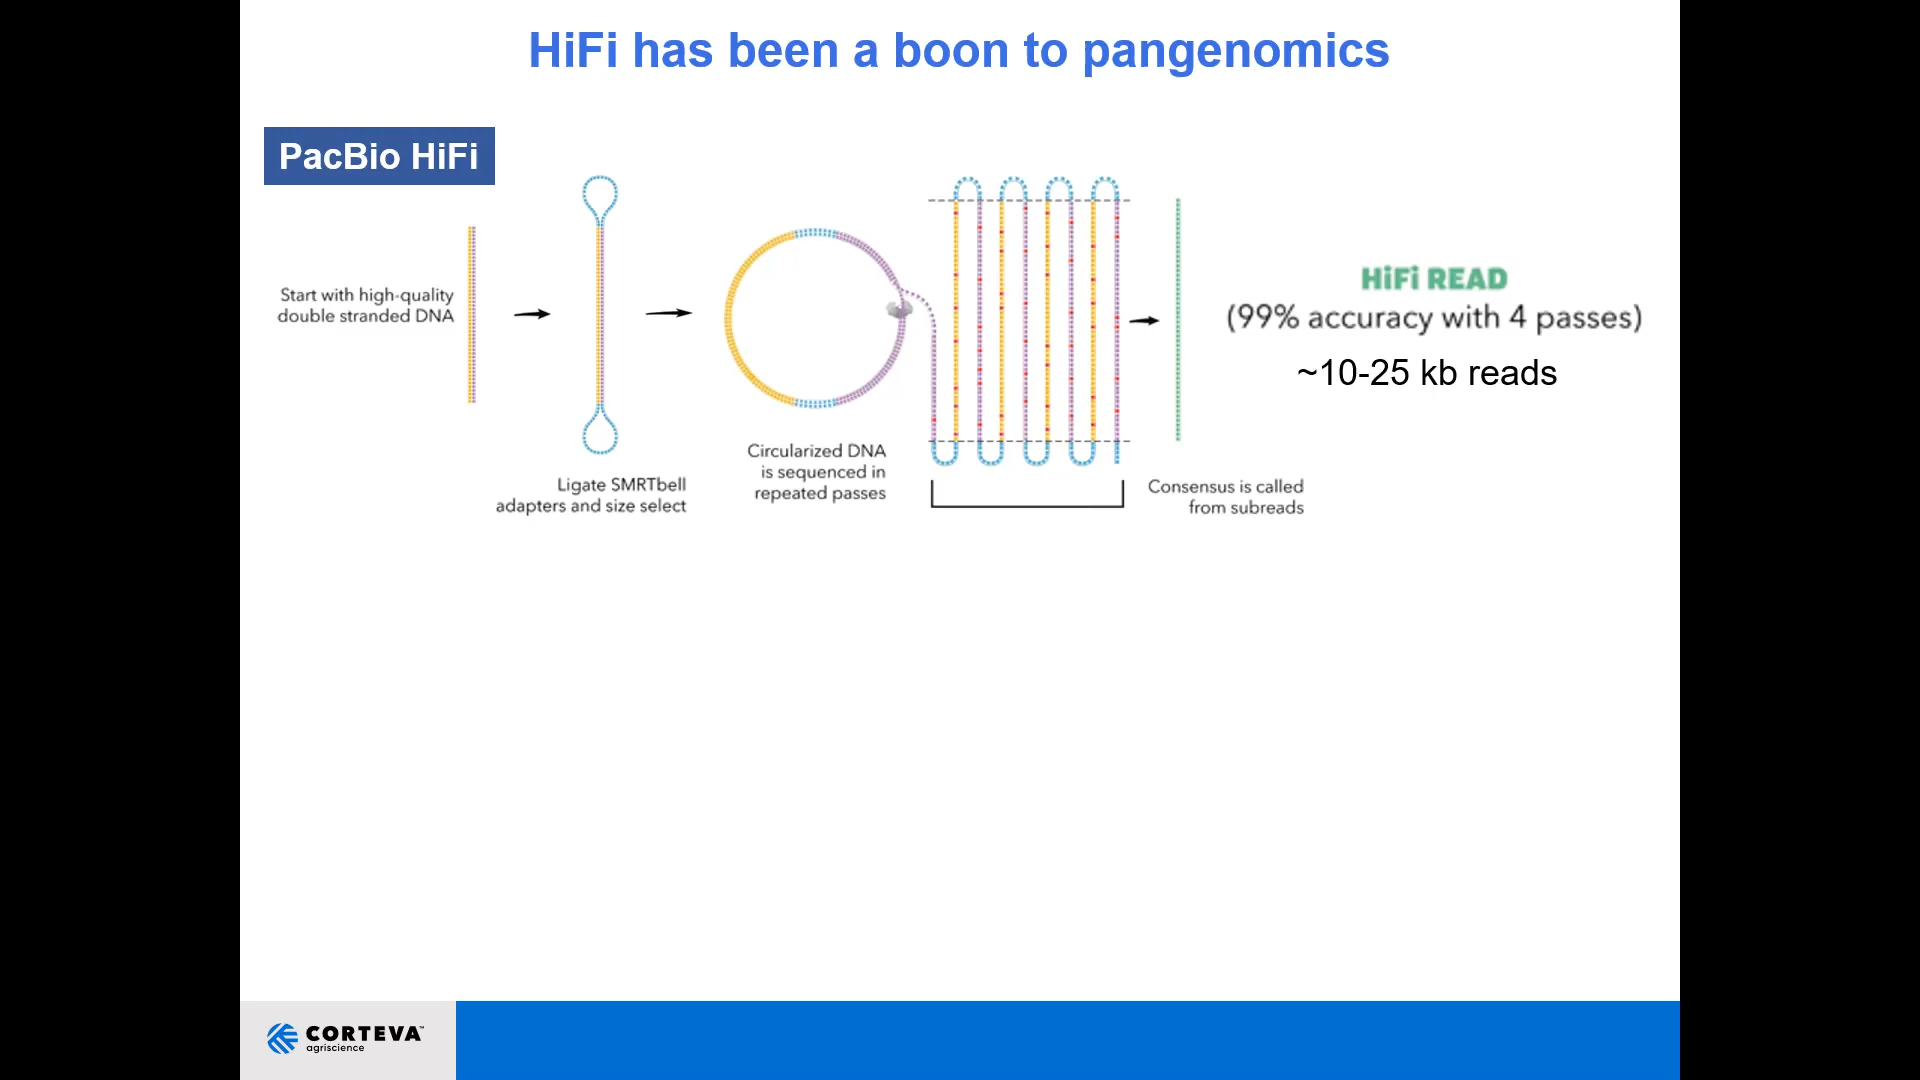 HiFi has been a boon to pangenomics
PacBio HiFi
Start with high-quality
double stranded DNA
Ligate SMRTbell
adapters and size select
Circularized DNA
is sequenced in
repeated passes
Consensus is called
from subreads
HiFi READ
(99% accuracy with 4 passes)
~10-25 kb reads
CORTEVA™
agriscience